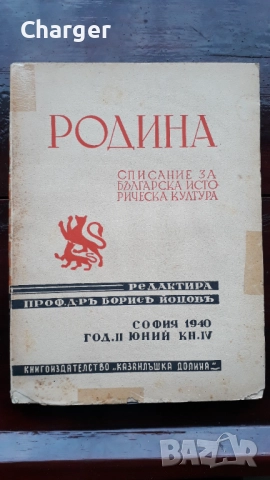 Charger
РОДИНА
СПИСАНИЕ ЗА
БЪЛГАРСКА ИСТО-
РИЧЕСКА КУЛТУРА
РЕДАКТИРА
ПРОФ. Д-РЪ БОРИСЪ ЙОЦОВЪ
СОФИЯ 1940
ГОД. II ЮНИЙ КН. IV
КНИГОИЗДАТЕЛСТВО „КАЗАНЛЪШКА ДОЛИНА“
bazar